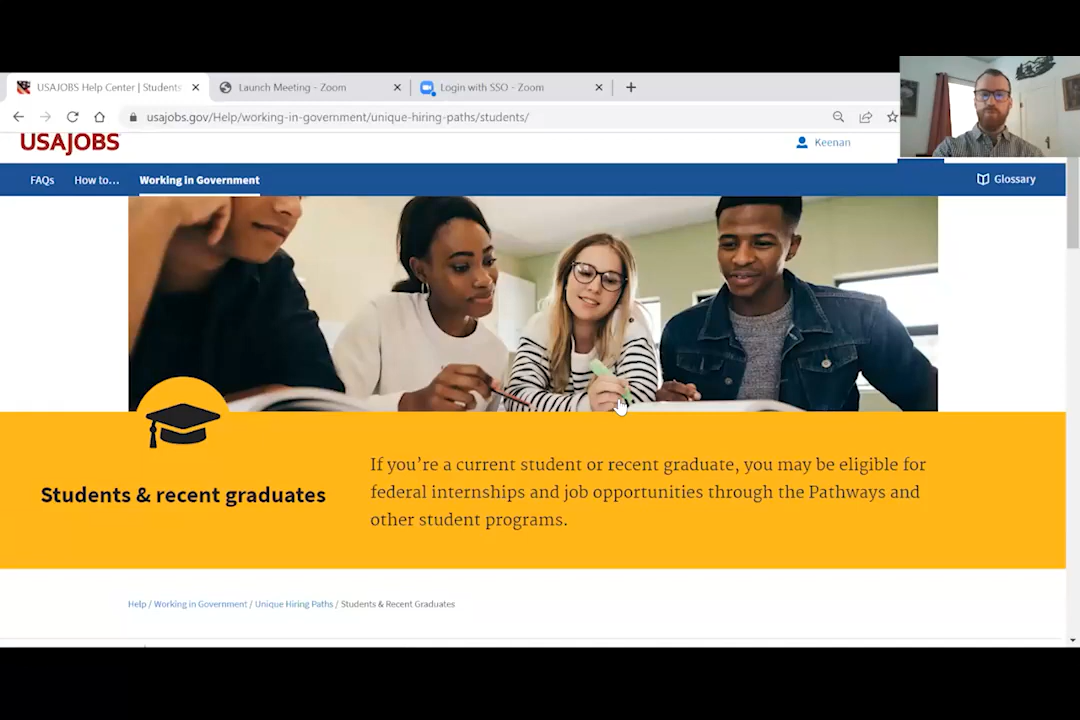 USAJOBS Help Center | Students
Launch Meeting - Zoom
Login with SSO - Zoom
usajobs.gov/Help/working-in-government/unique-hiring-paths/students/
USAJOBS
Keenan
FAQs
How to...
Working in Government
Glossary
If you're a current student or recent graduate, you may be eligible for
federal internships and job opportunities through the Pathways and
other student programs.
Students & recent graduates
Help / Working in Government / Unique Hiring Paths / Students & Recent Graduates